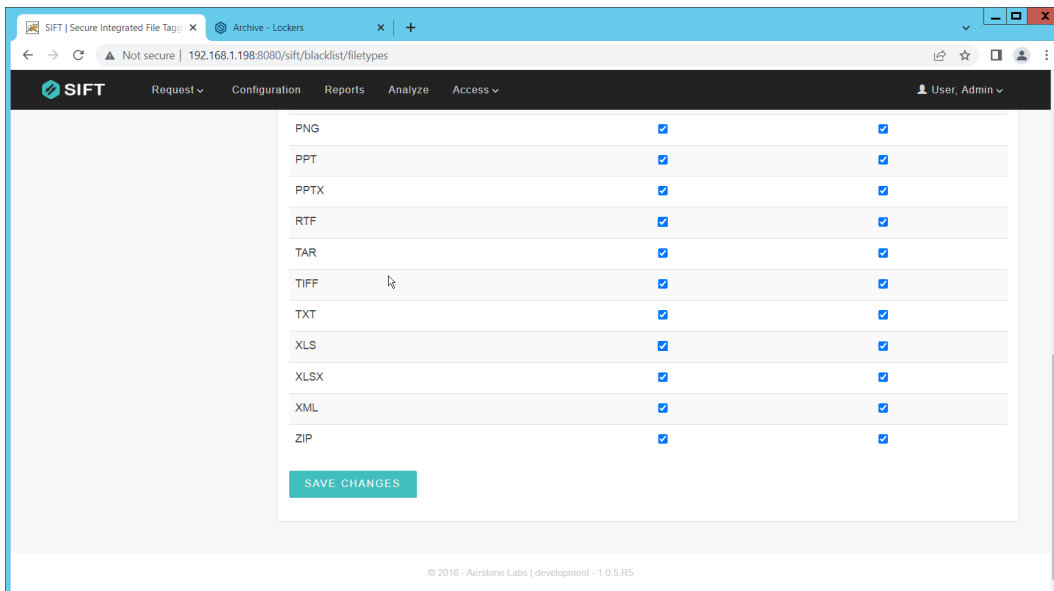 SIFT | Secure Integrated File Tagg
Archive - Lockers
Not secure | 192.168.1.198:8080/sift/blacklist/filetypes
SIFT Request Configuration Reports Analyze Access User, Admin
PNG
PPT
PPTX
RTF
TAR
TIFF
TXT
XLS
XLSX
XML
ZIP
SAVE CHANGES
© 2016 - Aerstone Labs | development - 1.0.5.R5